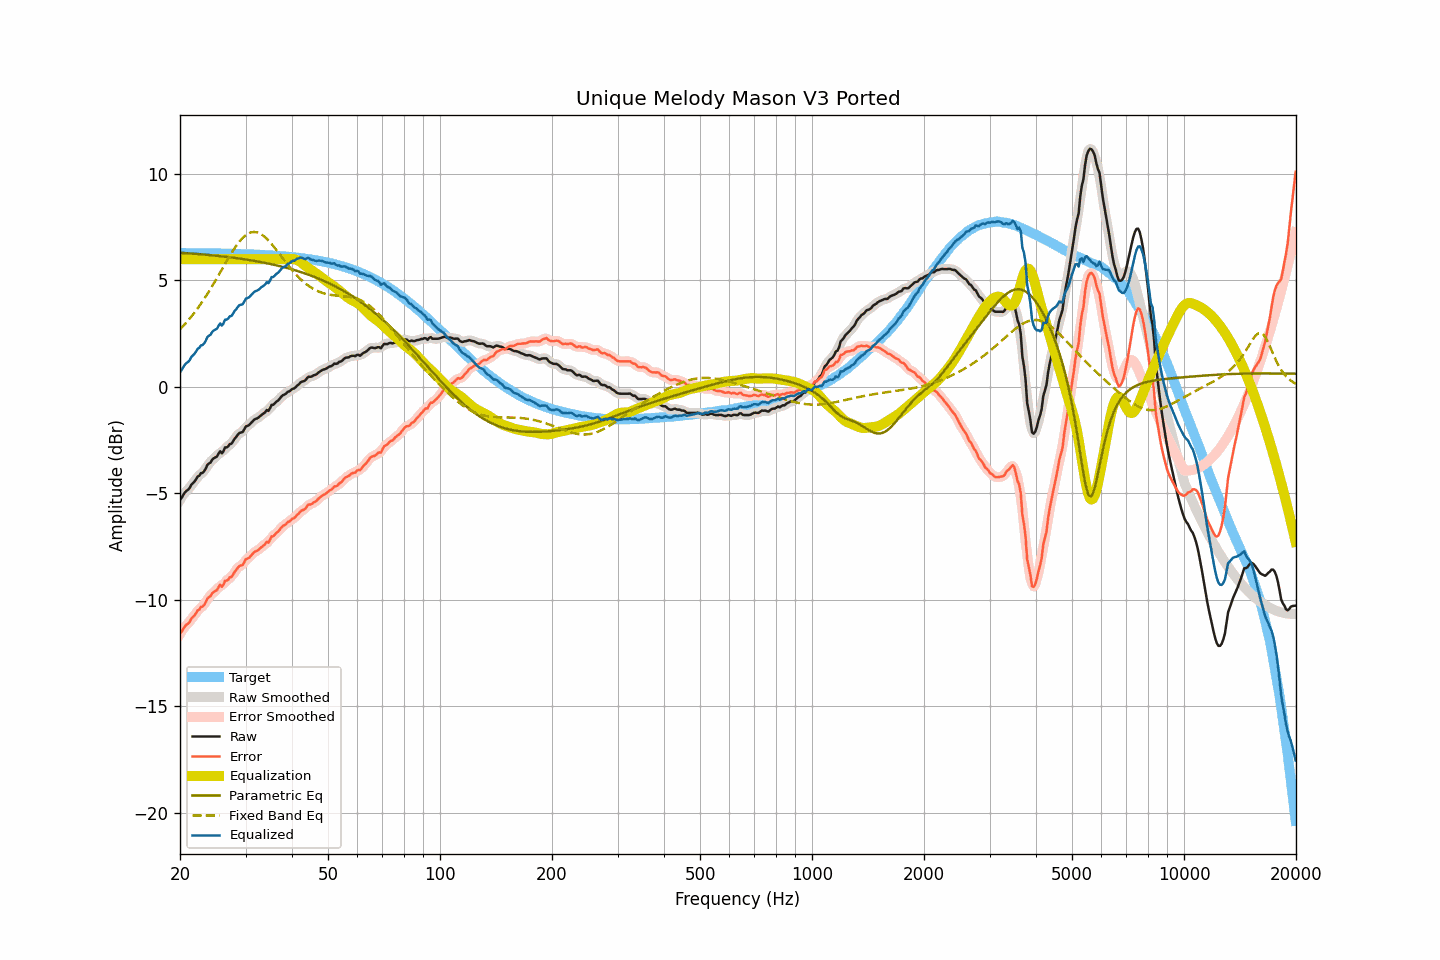 Unique Melody Mason V3 Ported
10
5
0
−5
−10
−15
−20
Amplitude (dBr)
Target
Raw Smoothed
Error Smoothed
Raw
Error
Equalization
Parametric Eq
Fixed Band Eq
Equalized
20 50 100 200 500 1000 2000 5000 10000 20000
Frequency (Hz)